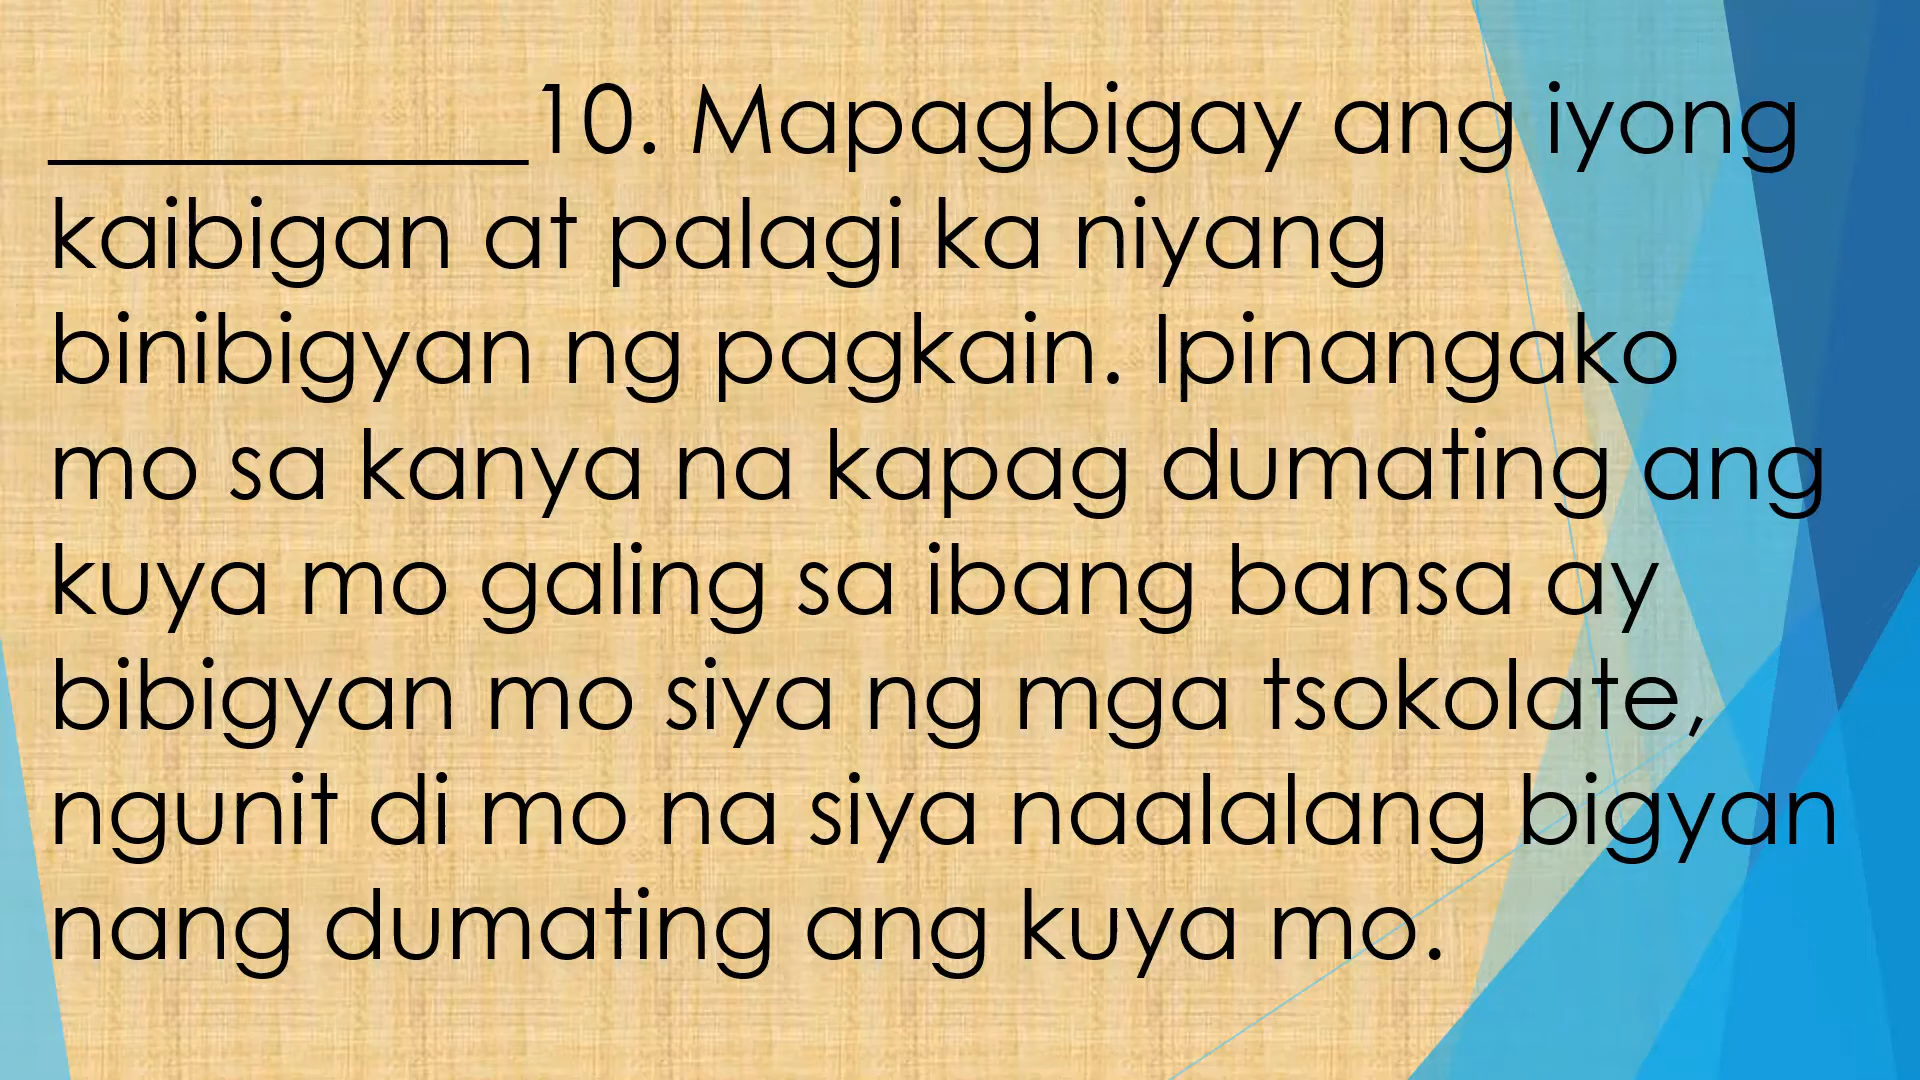 ____________10. Mapagbigay ang iyong
kaibigan at palagi ka niyang
binibigyan ng pagkain. Ipinangako
mo sa kanya na kapag dumating ang
kuya mo galing sa ibang bansa ay
bibigyan mo siya ng mga tsokolate,
ngunit di mo na siya naalalang bigyan
nang dumating ang kuya mo.